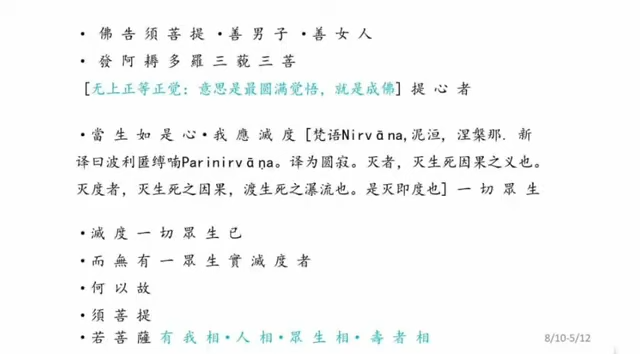 • 佛告須菩提 • 善男子 • 善女人
• 發阿耨多羅三藐三菩
[无上正等正觉：意思是最圆满觉悟，就是成佛] 提心者
•當生如是心•我應滅度 [梵语Nirvāna,泥洹，涅槃那. 新
译曰波利匿缚喃Parinirvāṇa. 译为圆寂。灭者，灭生死因果之义也。
灭度者，灭生死之因果，渡生死之瀑流也。是灭即度也] 一切眾生
•滅度一切眾生已
•而無有一眾生實滅度者
•何以故
•須菩提
•若菩薩有我相•人相•眾生相•壽者相
8/10-5/12